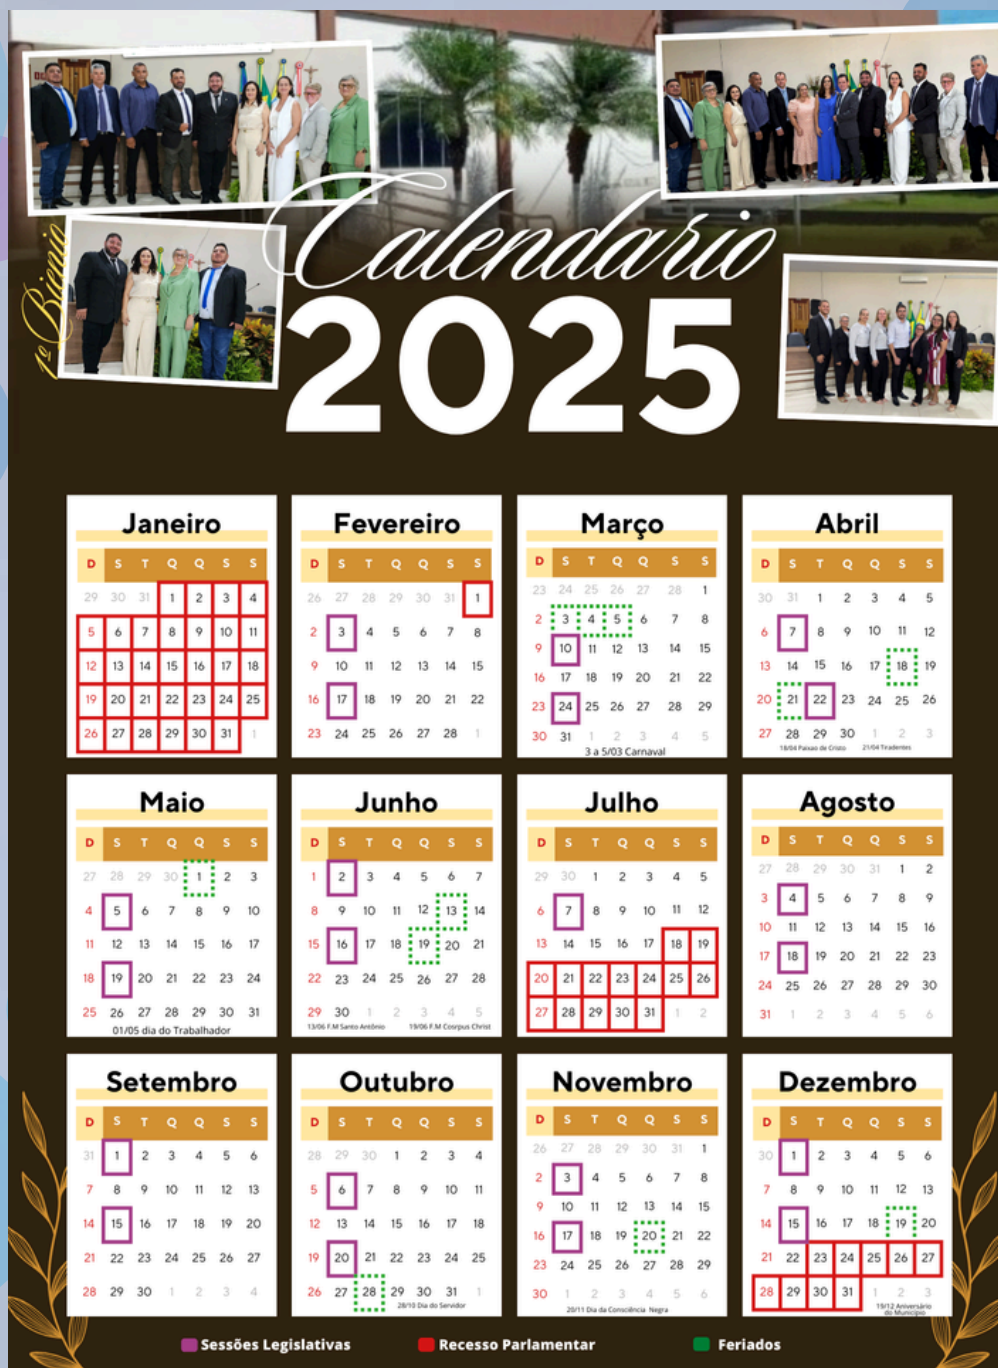 1º Bienio
Calendario
2025
Janeiro
D S T Q Q S S
29 30 31 1 2 3 4
5 6 7 8 9 10 11
12 13 14 15 16 17 18
19 20 21 22 23 24 25
26 27 28 29 30 31 1
Fevereiro
D S T Q Q S S
26 27 28 29 30 31 1
2 3 4 5 6 7 8
9 10 11 12 13 14 15
16 17 18 19 20 21 22
23 24 25 26 27 28 1
Março
D S T Q Q S S
23 24 25 26 27 28 1
2 3 4 5 6 7 8
9 10 11 12 13 14 15
16 17 18 19 20 21 22
23 24 25 26 27 28 29
30 31 1 2 3 4 5
3 a 5/03 Carnaval
Abril
D S T Q Q S S
30 31 1 2 3 4 5
6 7 8 9 10 11 12
13 14 15 16 17 18 19
20 21 22 23 24 25 26
27 28 29 30 1 2 3
18/04 Paixao de Cristo 21/04 Tiradentes
Maio
D S T Q Q S S
27 28 29 30 1 2 3
4 5 6 7 8 9 10
11 12 13 14 15 16 17
18 19 20 21 22 23 24
25 26 27 28 29 30 31
01/05 dia do Trabalhador
Junho
D S T Q Q S S
1 2 3 4 5 6 7
8 9 10 11 12 13 14
15 16 17 18 19 20 21
22 23 24 25 26 27 28
29 30 1 2 3 4 5
13/06 F.M Santo Antônio 19/06 F.M Cosrpus Christ
Julho
D S T Q Q S S
29 30 1 2 3 4 5
6 7 8 9 10 11 12
13 14 15 16 17 18 19
20 21 22 23 24 25 26
27 28 29 30 31 1 2
Agosto
D S T Q Q S S
27 28 29 30 31 1 2
3 4 5 6 7 8 9
10 11 12 13 14 15 16
17 18 19 20 21 22 23
24 25 26 27 28 29 30
31 1 2 3 4 5 6
Setembro
D S T Q Q S S
31 1 2 3 4 5 6
7 8 9 10 11 12 13
14 15 16 17 18 19 20
21 22 23 24 25 26 27
28 29 30 1 2 3 4
Outubro
D S T Q Q S S
28 29 30 1 2 3 4
5 6 7 8 9 10 11
12 13 14 15 16 17 18
19 20 21 22 23 24 25
26 27 28 29 30 31 1
28/10 Dia do Servidor
Novembro
D S T Q Q S S
26 27 28 29 30 31 1
2 3 4 5 6 7 8
9 10 11 12 13 14 15
16 17 18 19 20 21 22
23 24 25 26 27 28 29
30 1 2 3 4 5 6
20/11 Dia da Consciência Negra
Dezembro
D S T Q Q S S
30 1 2 3 4 5 6
7 8 9 10 11 12 13
14 15 16 17 18 19 20
21 22 23 24 25 26 27
28 29 30 31 1 2 3
19/12 Aniversário
do Município
Sessões Legislativas
Recesso Parlamentar
Feriados